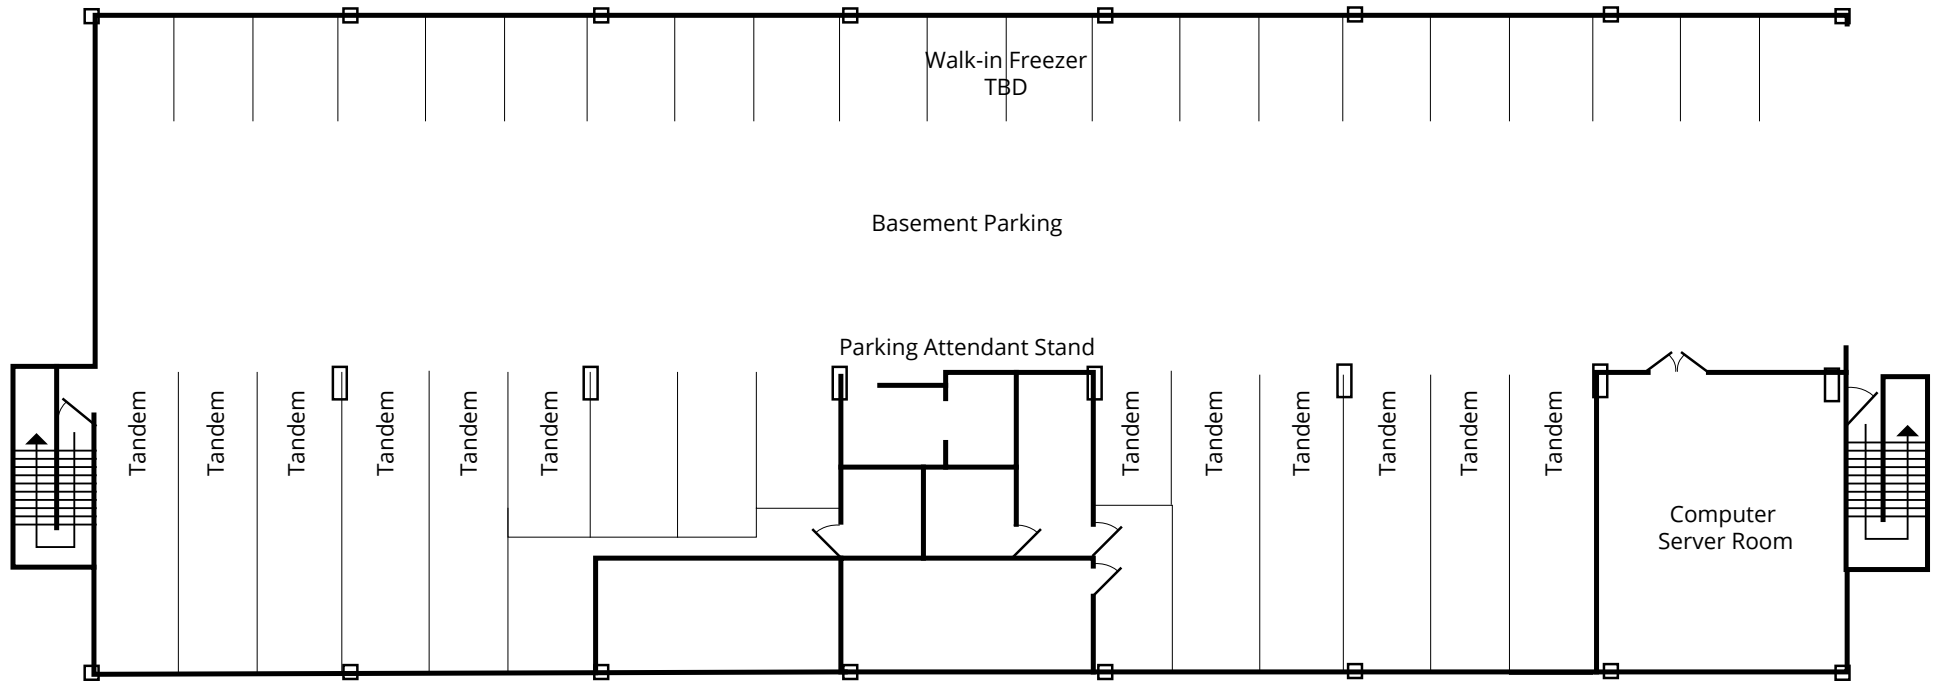 Walk-in Freezer
TBD
Basement Parking
Parking Attendant Stand
Tandem
Tandem
Tandem
Tandem
Tandem
Tandem
Tandem
Tandem
Tandem
Tandem
Tandem
Tandem
Computer
Server Room